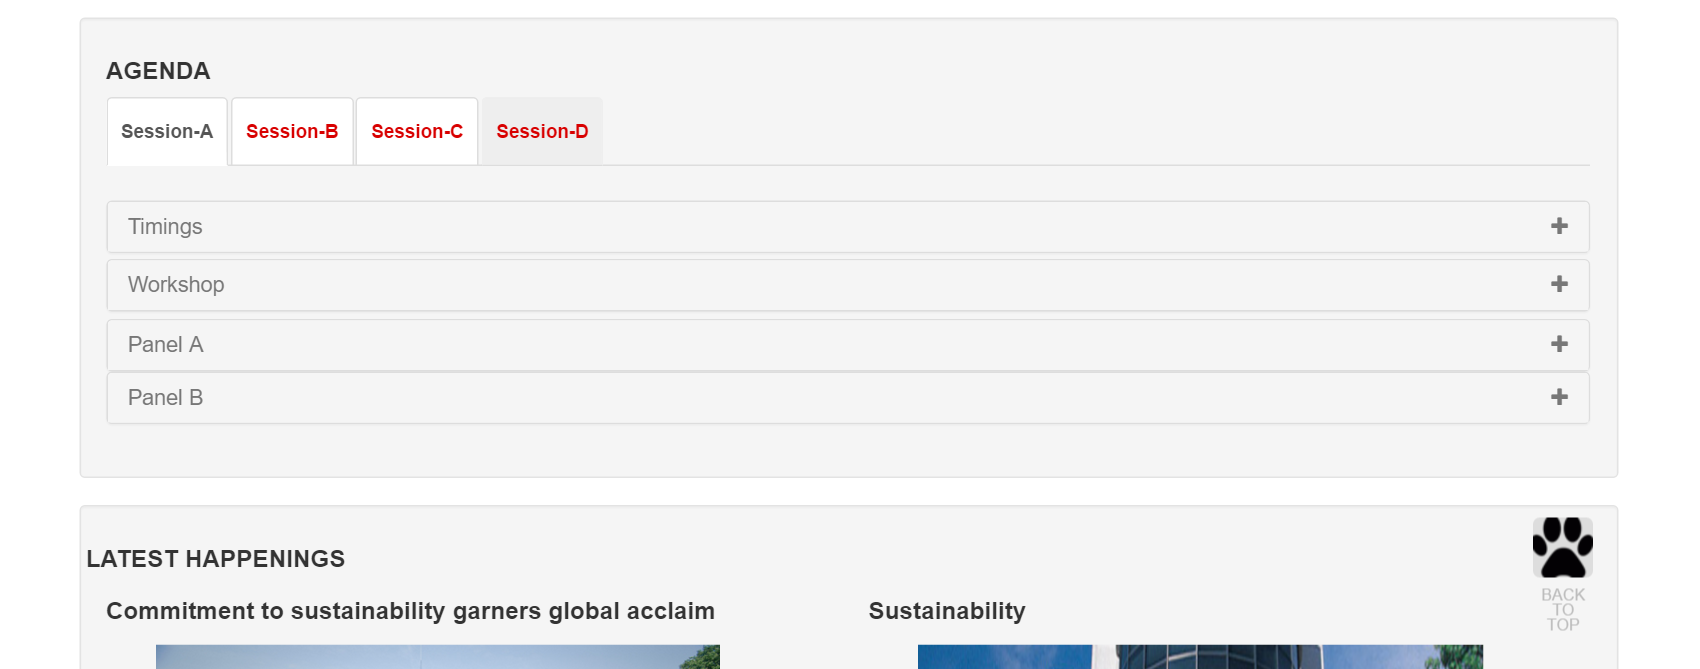 AGENDA
Session-A Session-B Session-C Session-D
Timings
Workshop
Panel A
Panel B
LATEST HAPPENINGS
Commitment to sustainability garners global acclaim
Sustainability
BACK
TO
TOP